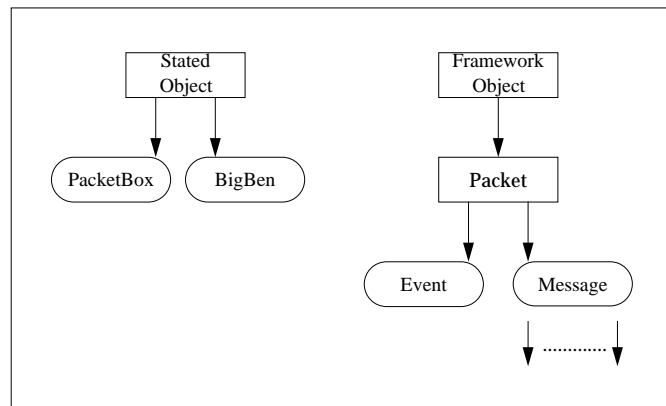 Stated
Object
Framework
Object
PacketBox
BigBen
Packet
Event
Message